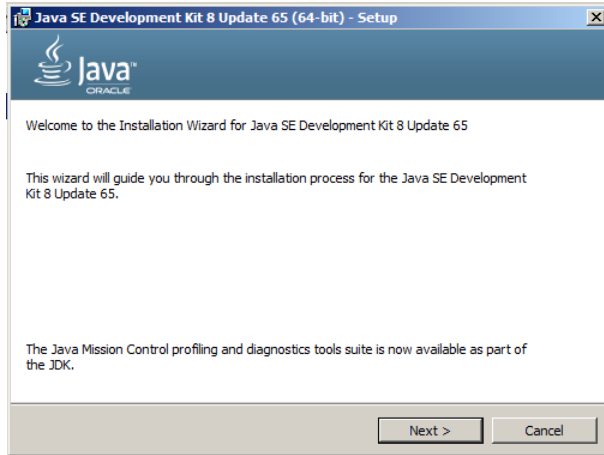 Java SE Development Kit 8 Update 65 (64-bit) - Setup
Java™
ORACLE
Welcome to the Installation Wizard for Java SE Development Kit 8 Update 65
This wizard will guide you through the installation process for the Java SE Development
Kit 8 Update 65.
The Java Mission Control profiling and diagnostics tools suite is now available as part of
the JDK.
Next >
Cancel